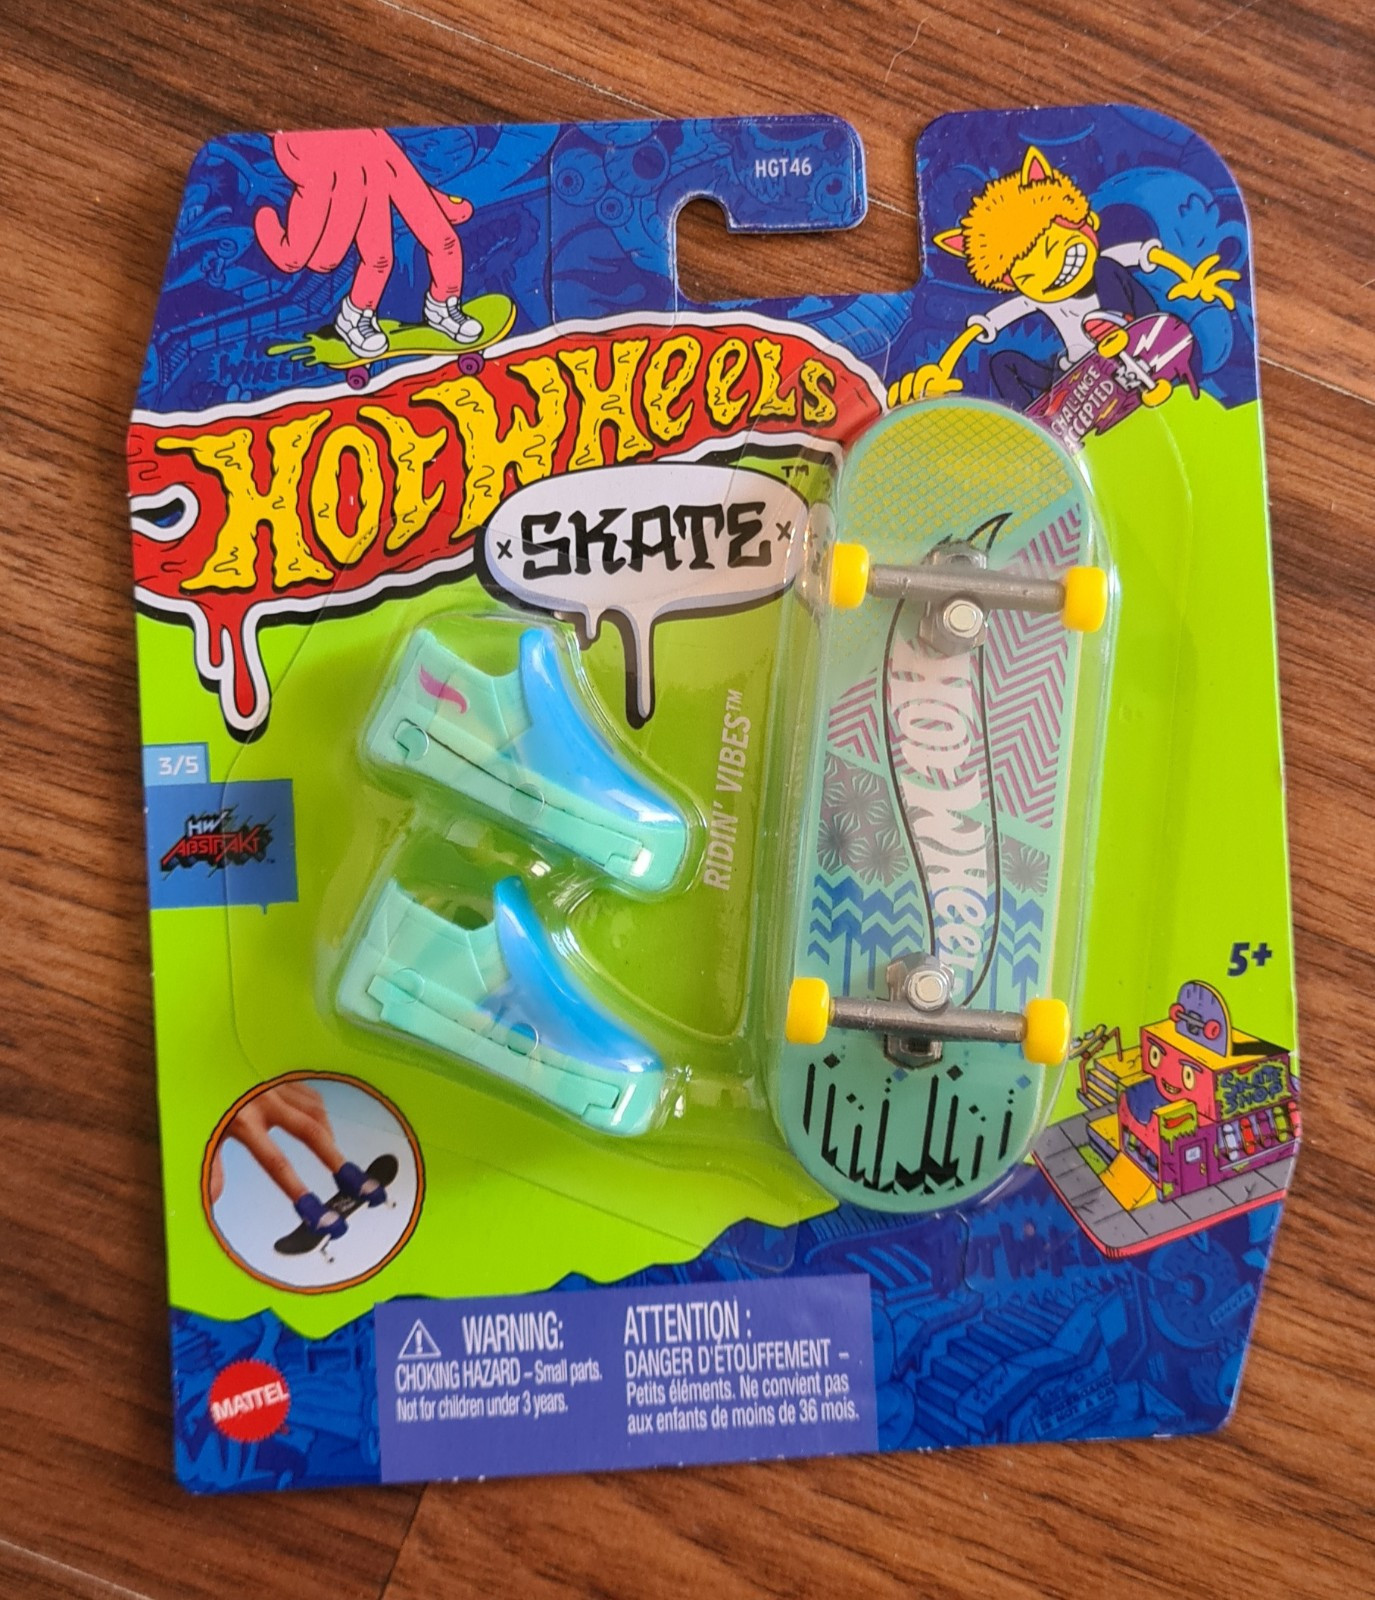 HGT46
HOT WHEELS
™
SKATE
CHALLENGE
ACCEPTED
RIDIN' VIBES™
HOT WHEELS
3/5
HW
ABSTRAKT
™
5+
SKATE
SHOP
WARNING:
CHOKING HAZARD – Small parts.
Not for children under 3 years.
ATTENTION :
DANGER D'ÉTOUFFEMENT –
Petits éléments. Ne convient pas
aux enfants de moins de 36 mois.
MATTEL